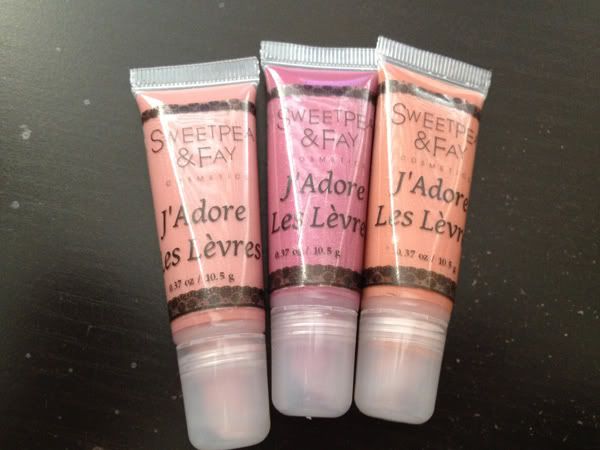 SWEETPEA
&FAY
COSMETICS
J'Adore
Les Lèvres
0.37 oz / 10.5 g
SWEETPEA
&FAY
COSMETICS
J'Adore
Les Lèvres
0.37 oz / 10.5 g
SWEETPEA
&FAY
COSMETICS
J'Adore
Les Lèvres
0.37 oz / 10.5 g